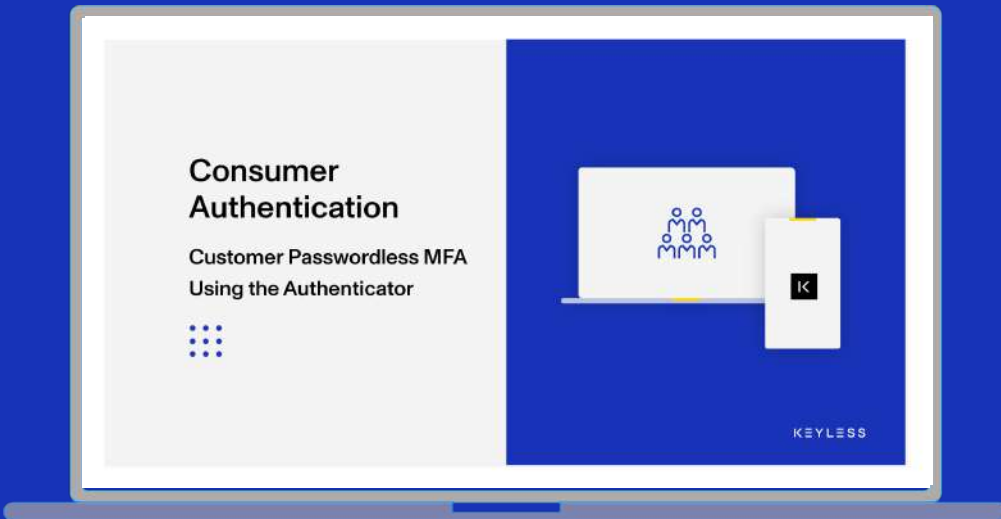 Consumer
Authentication
Customer Passwordless MFA
Using the Authenticator
K
KEYLESS